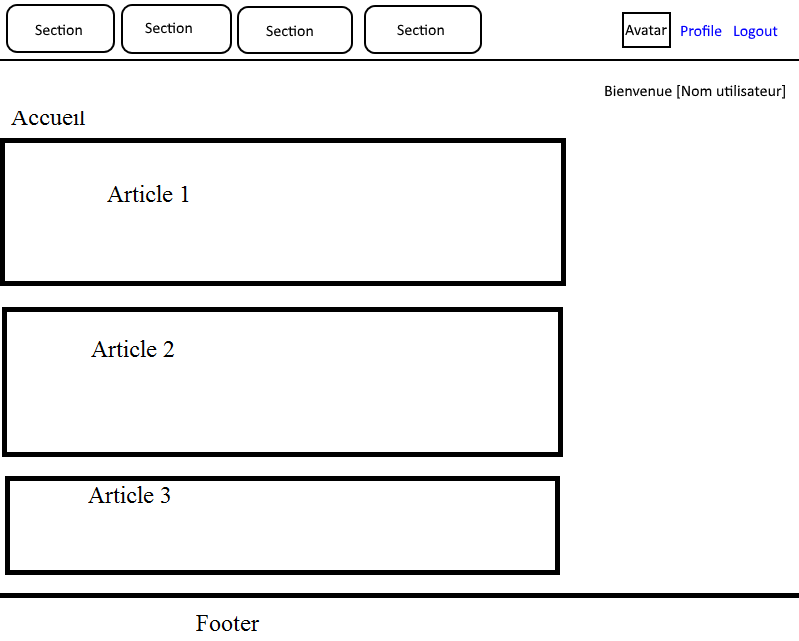 Section Section Section Section Avatar Profile Logout
Bienvenue [Nom utilisateur]
Accueil
Article 1
Article 2
Article 3
Footer